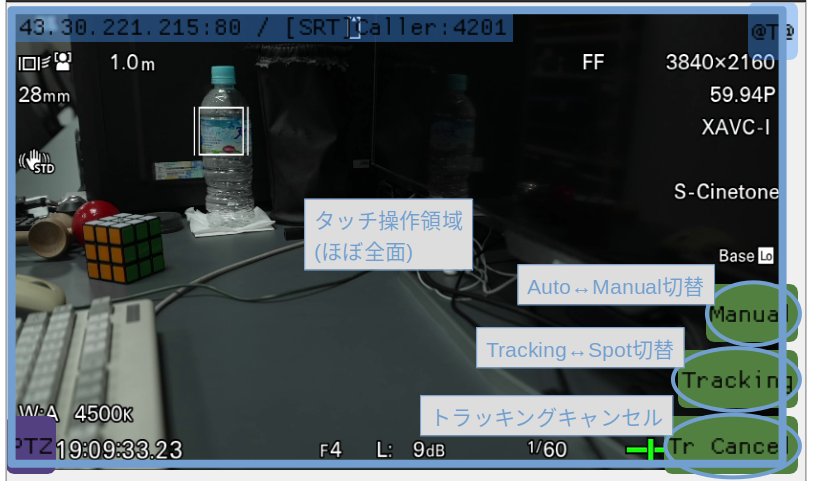 43.30.221.215:80 / [SRT]Caller:4201
@T@
1.0m
FF
3840×2160
28mm
59.94P
XAVC-I
STD
S-Cinetone
タッチ操作領域
(ほぼ全面)
Base Lo
Auto↔Manual切替
Manual
Tracking↔Spot切替
Tracking
トラッキングキャンセル
W:A 4500K
PTZ
19:09:33.23
F4
L: 9dB
1/60
Tr Cancel